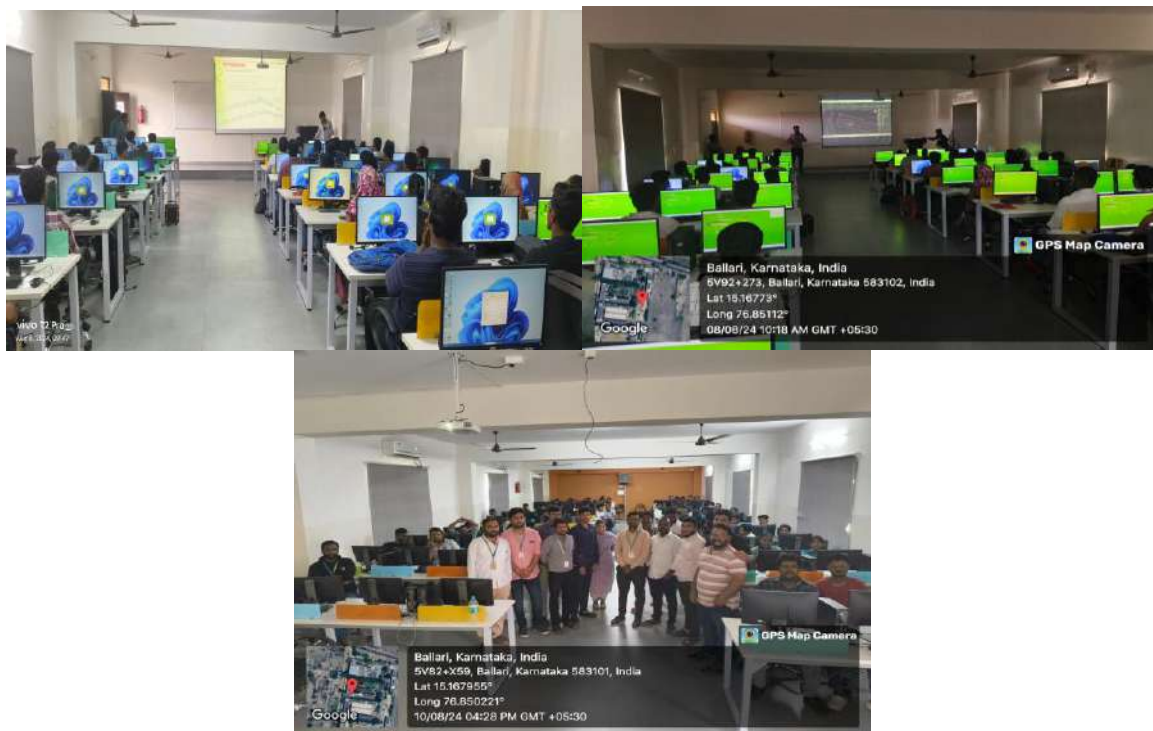 vivo T2 Pro 5G
GPS Map Camera
Ballari, Karnataka, India
5V92+273, Ballari, Karnataka 583102, India
Lat 15.16773°
Long 76.85112°
08/08/24 10:18 AM GMT +05:30
Google
GPS Map Camera
Ballari, Karnataka, India
5V82+X59, Ballari, Karnataka 583101, India
Lat 15.167955°
Long 76.850221°
10/08/24 04:28 PM GMT +05:30
Google